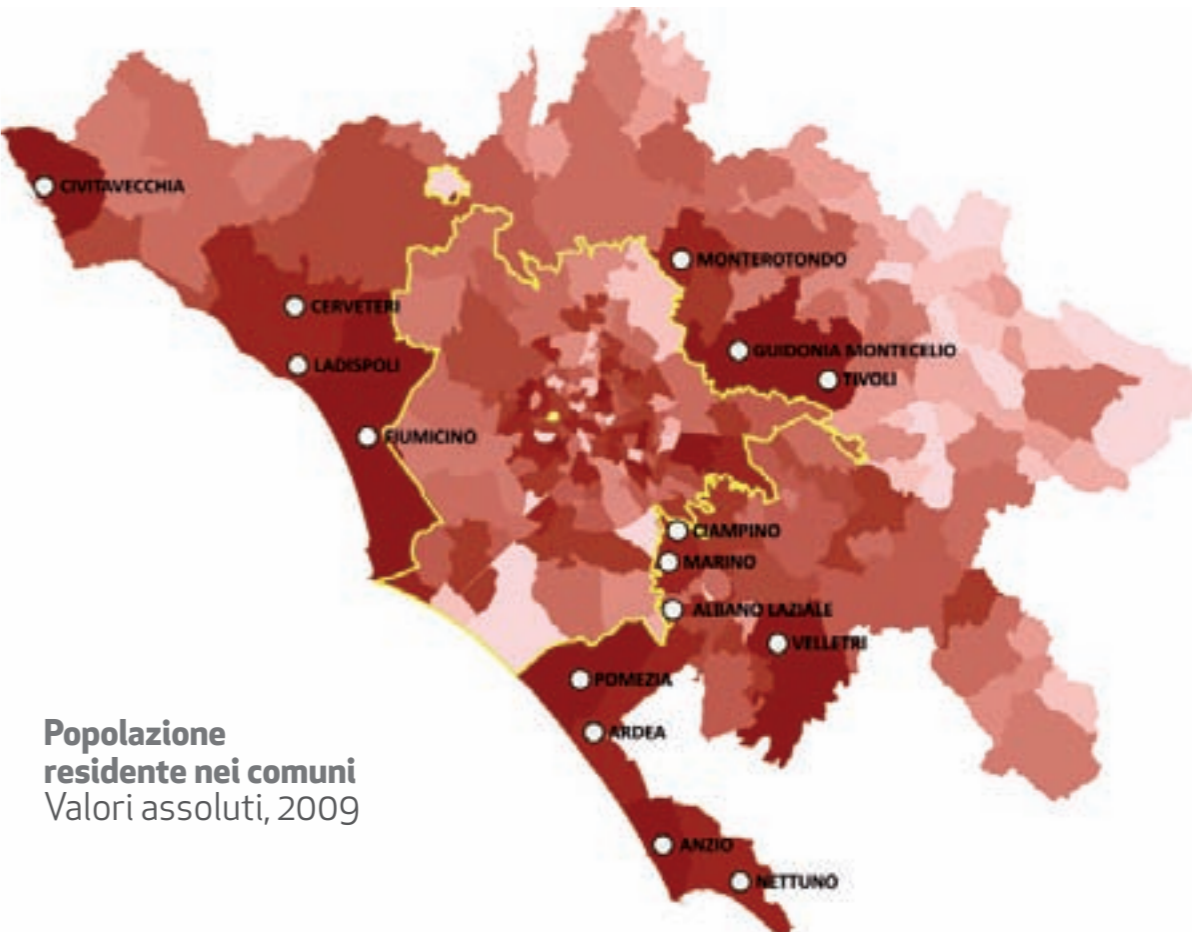 CIVITAVECCHIA
MONTEROTONDO
CERVETERI
GUIDONIA MONTECELIO
LADISPOLI
TIVOLI
FIUMICINO
CIAMPINO
MARINO
ALBANO LAZIALE
VELLETRI
POMEZIA
ARDEA
ANZIO
NETTUNO
Popolazione
residente nei comuni
Valori assoluti, 2009